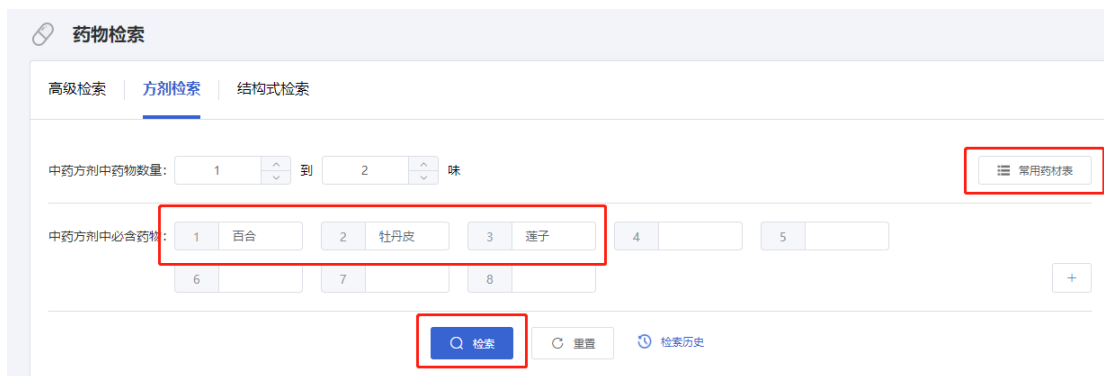 药物检索
高级检索 方剂检索 结构式检索
中药方剂中药物数量: 1 到 2 味 常用药材表
中药方剂中必含药物: 1 百合 2 牡丹皮 3 莲子 4 5
6 7 8 +
检索 重置 检索历史